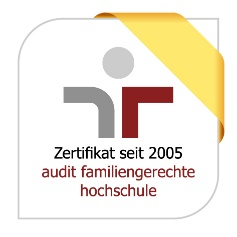 Zertifikat seit 2005
audit familiengerechte
hochschule